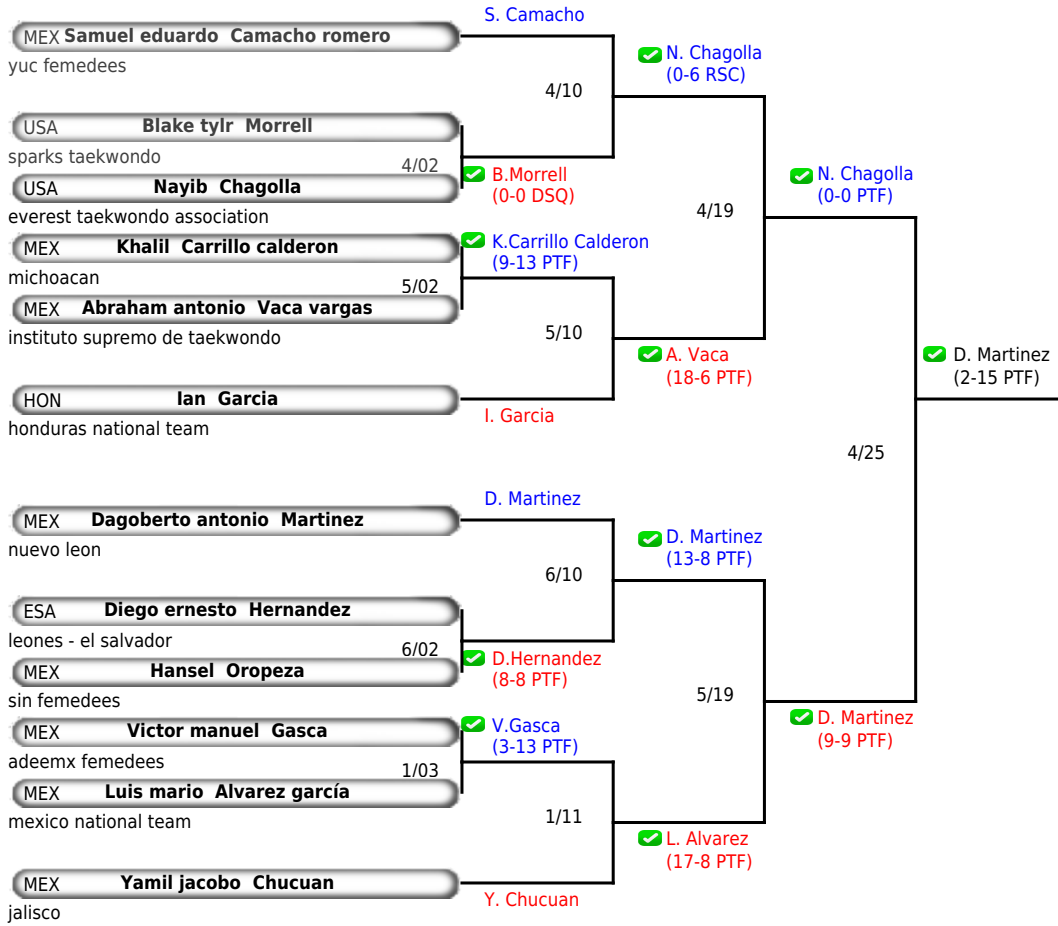 S. Camacho
MEX Samuel eduardo Camacho romero
yuc femedees
N. Chagolla
(0-6 RSC)
4/10
USA Blake tylr Morrell
sparks taekwondo
4/02
B.Morrell
(0-0 DSQ)
USA Nayib Chagolla
everest taekwondo association
N. Chagolla
(0-0 PTF)
4/19
MEX Khalil Carrillo calderon
michoacan
K.Carrillo Calderon
(9-13 PTF)
5/02
MEX Abraham antonio Vaca vargas
instituto supremo de taekwondo
5/10
A. Vaca
(18-6 PTF)
D. Martinez
(2-15 PTF)
HON Ian Garcia
honduras national team
I. Garcia
4/25
D. Martinez
MEX Dagoberto antonio Martinez
nuevo leon
D. Martinez
(13-8 PTF)
6/10
ESA Diego ernesto Hernandez
leones - el salvador
6/02
D.Hernandez
(8-8 PTF)
MEX Hansel Oropeza
sin femedees
5/19
D. Martinez
(9-9 PTF)
MEX Victor manuel Gasca
adeemx femedees
V.Gasca
(3-13 PTF)
1/03
MEX Luis mario Alvarez garcía
mexico national team
1/11
L. Alvarez
(17-8 PTF)
MEX Yamil jacobo Chucuan
jalisco
Y. Chucuan